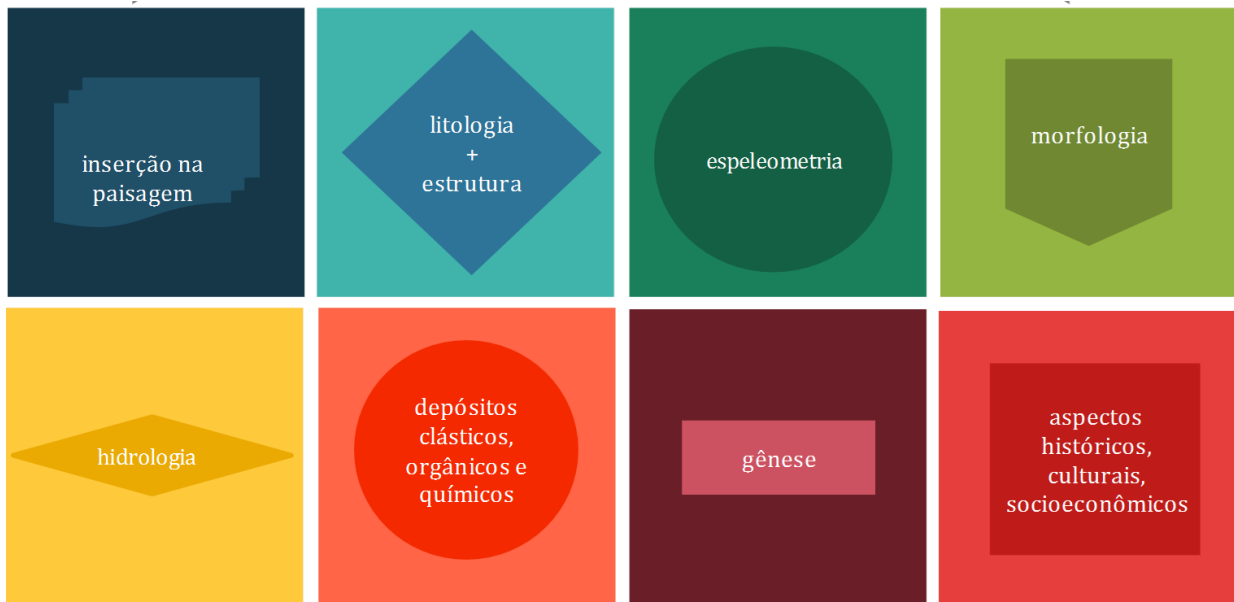 inserção na
paisagem
litologia
+
estrutura
espeleometria
morfologia
hidrologia
depósitos
clásticos,
orgânicos e
químicos
gênese
aspectos
históricos,
culturais,
socioeconômicos